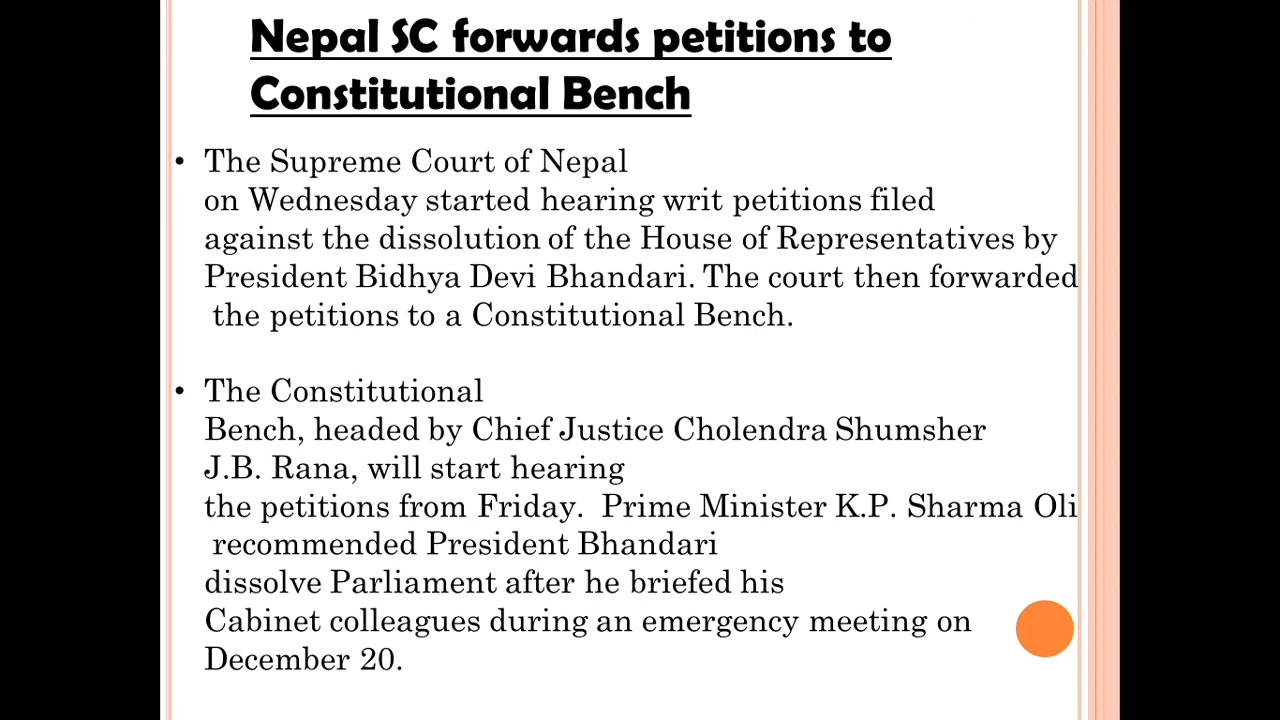 Nepal SC forwards petitions to
Constitutional Bench
• The Supreme Court of Nepal
on Wednesday started hearing writ petitions filed
against the dissolution of the House of Representatives by
President Bidhya Devi Bhandari. The court then forwarded
the petitions to a Constitutional Bench.
• The Constitutional
Bench, headed by Chief Justice Cholendra Shumsher
J.B. Rana, will start hearing
the petitions from Friday.  Prime Minister K.P. Sharma Oli
recommended President Bhandari
dissolve Parliament after he briefed his
Cabinet colleagues during an emergency meeting on
December 20.